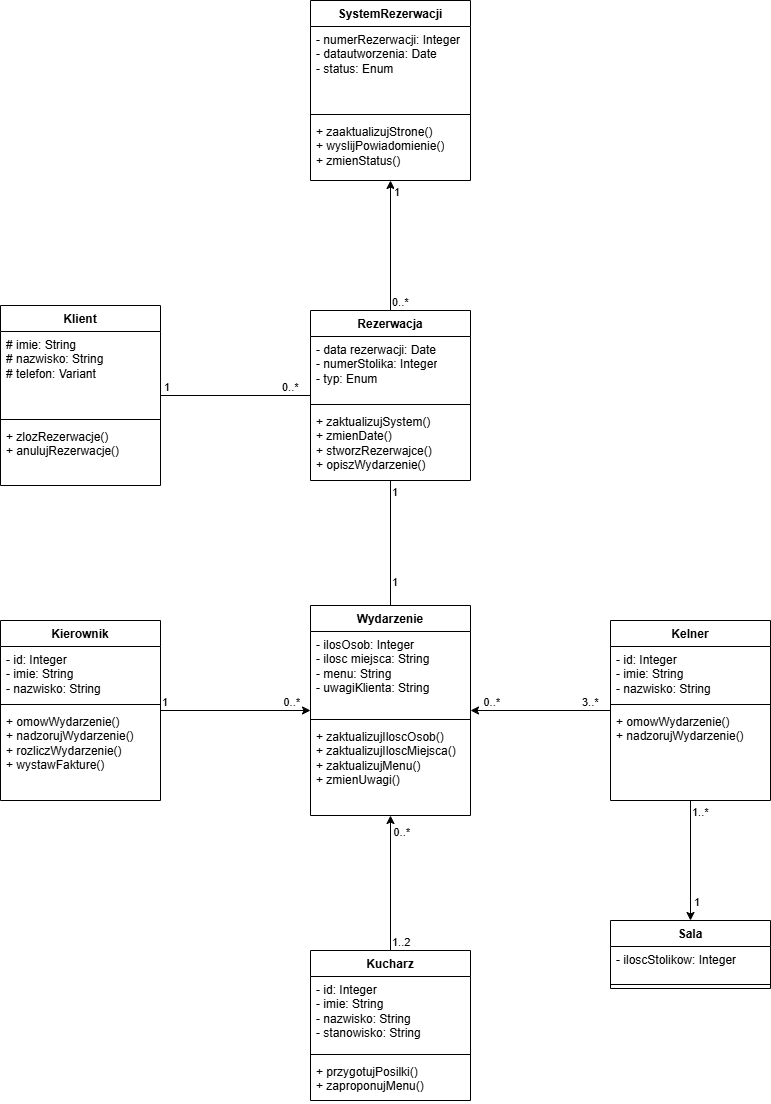 SystemRezerwacji
- numerRezerwacji: Integer
- datautworzenia: Date
- status: Enum
+ zaaktualizujStrone()
+ wyslijPowiadomienie()
+ zmienStatus()
1
0..*
Klient
# imie: String
# nazwisko: String
# telefon: Variant
+ zlozRezerwacje()
+ anulujRezerwacje()
1
0..*
Rezerwacja
- data rezerwacji: Date
- numerStolika: Integer
- typ: Enum
+ zaktualizujSystem()
+ zmienDate()
+ stworzRezerwajce()
+ opiszWydarzenie()
1
1
Kierownik
- id: Integer
- imie: String
- nazwisko: String
+ omowWydarzenie()
+ nadzorujWydarzenie()
+ rozliczWydarzenie()
+ wystawFakture()
1
0..*
Wydarzenie
- ilosOsob: Integer
- ilosc miejsca: String
- menu: String
- uwagiKlienta: String
+ zaktualizujIloscOsob()
+ zaktualizujIloscMiejsca()
+ zaktualizujMenu()
+ zmienUwagi()
0..*
3..*
Kelner
- id: Integer
- imie: String
- nazwisko: String
+ omowWydarzenie()
+ nadzorujWydarzenie()
0..*
1..2
1..*
1
Sala
- iloscStolikow: Integer
Kucharz
- id: Integer
- imie: String
- nazwisko: String
- stanowisko: String
+ przygotujPosilki()
+ zaproponujMenu()